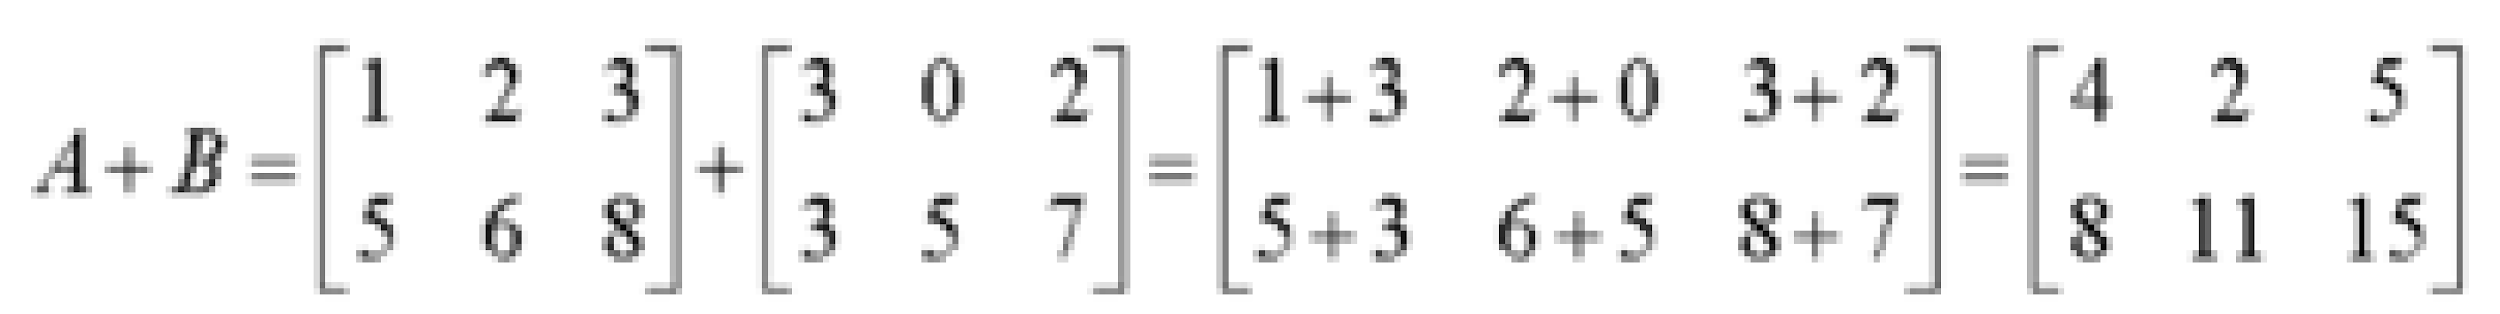 A + B = [1 2 3; 5 6 8] + [3 0 2; 3 5 7] = [1+3 2+0 3+2; 5+3 6+5 8+7] = [4 2 5; 8 11 15]